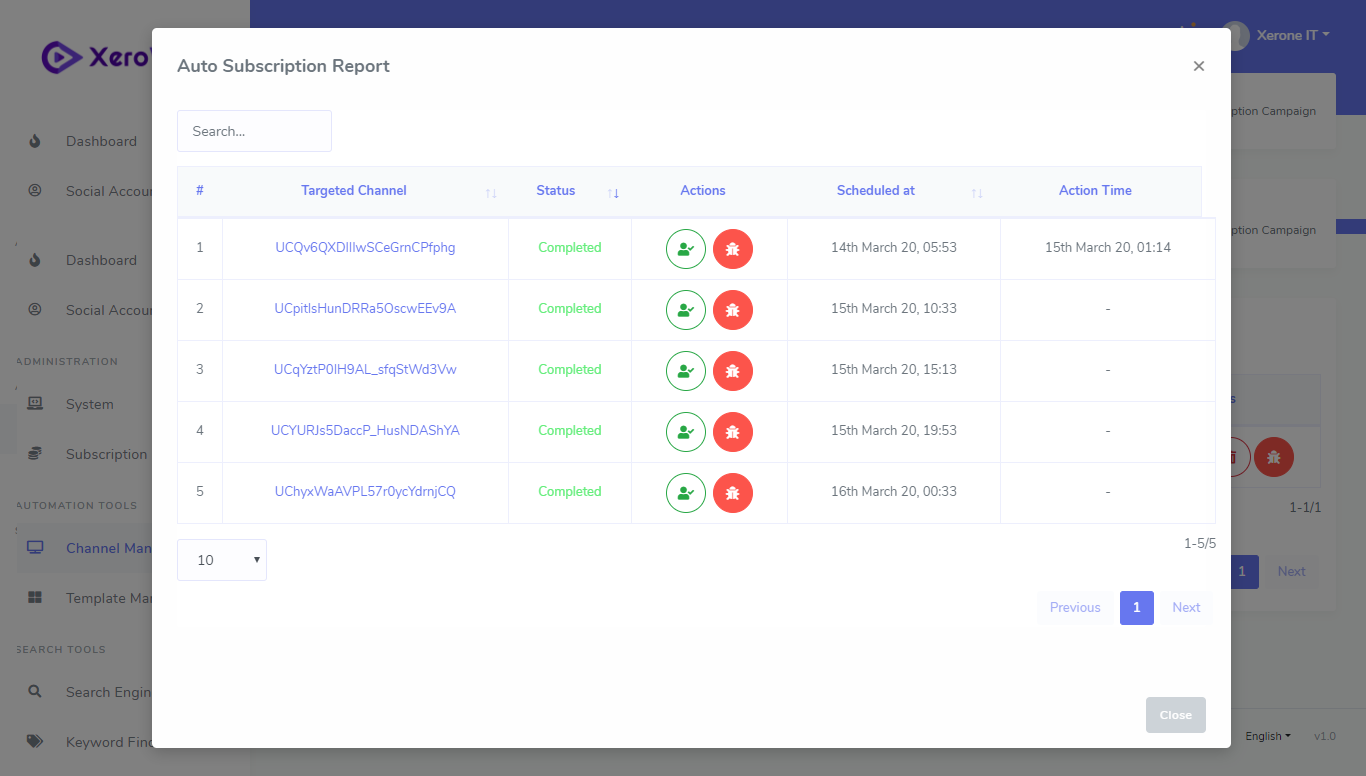 Xero
Xerone IT
Auto Subscription Report
×
Search...
# Targeted Channel Status Actions Scheduled at Action Time
1 UCQv6QXDIIIwSCeGrnCPfphg Completed 14th March 20, 05:53 15th March 20, 01:14
2 UCpitIsHunDRRa5OscwEEv9A Completed 15th March 20, 10:33 -
3 UCqYztP0IH9AL_sfqStWd3Vw Completed 15th March 20, 15:13 -
4 UCYURJs5DaccP_HusNDAShYA Completed 15th March 20, 19:53 -
5 UChyxWaAVPL57r0ycYdrnjCQ Completed 16th March 20, 00:33 -
10
1-5/5
Previous 1 Next
Close
Dashboard
Social Accou
Dashboard
Social Accou
ADMINISTRATION
System
Subscription
AUTOMATION TOOLS
Channel Man
Template Ma
SEARCH TOOLS
Search Engin
Keyword Find
ption Campaign
ption Campaign
s
1-1/1
1 Next
English
v1.0